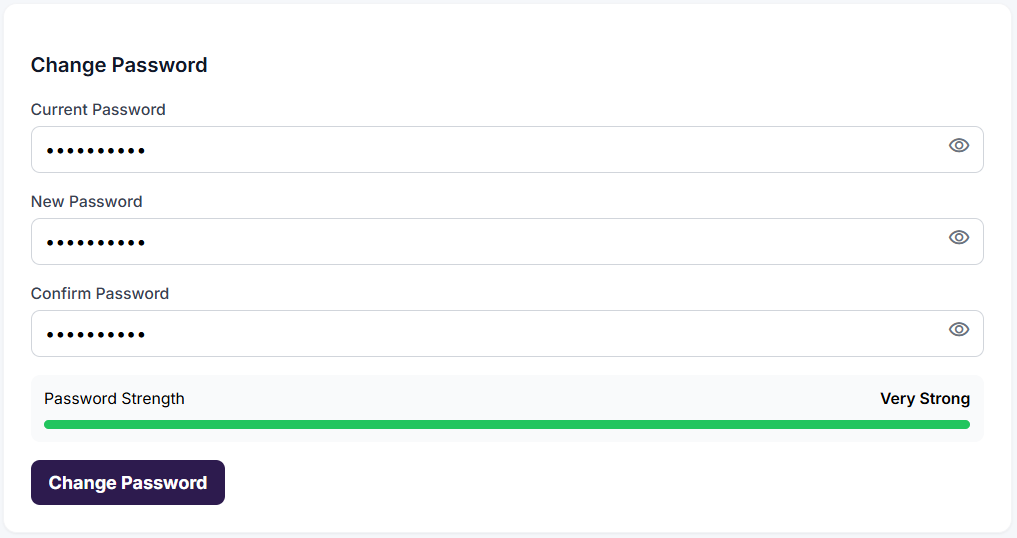 Change Password
Current Password
••••••••••
New Password
••••••••••
Confirm Password
••••••••••
Password Strength Very Strong
Change Password